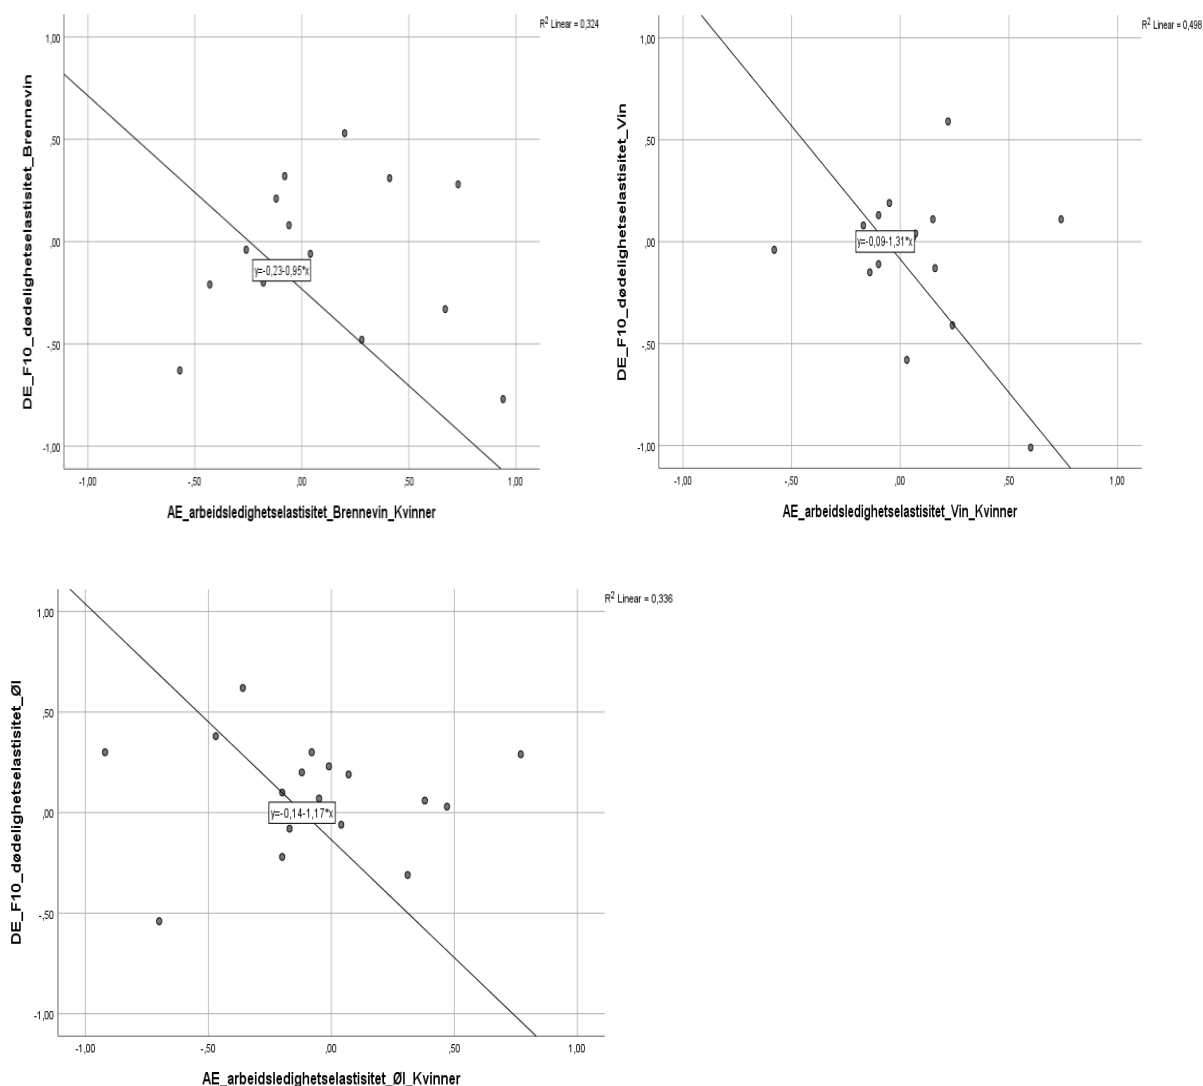 R² Linear = 0,324
1,00
,50
,00
-,50
-1,00
DE_F10_dødelighetselastisitet_Brennevin
y=-0,23-0,95*x
-1,00 -,50 ,00 ,50 1,00
AE_arbeidsledighetselastisitet_Brennevin_Kvinner
R² Linear = 0,498
1,00
,50
,00
-,50
-1,00
DE_F10_dødelighetselastisitet_Vin
y=-0,09-1,31*x
-1,00 -,50 ,00 ,50 1,00
AE_arbeidsledighetselastisitet_Vin_Kvinner
R² Linear = 0,336
1,00
,50
,00
-,50
-1,00
DE_F10_dødelighetselastisitet_Øl
y=-0,14-1,17*x
-1,00 -,50 ,00 ,50 1,00
AE_arbeidsledighetselastisitet_Øl_Kvinner